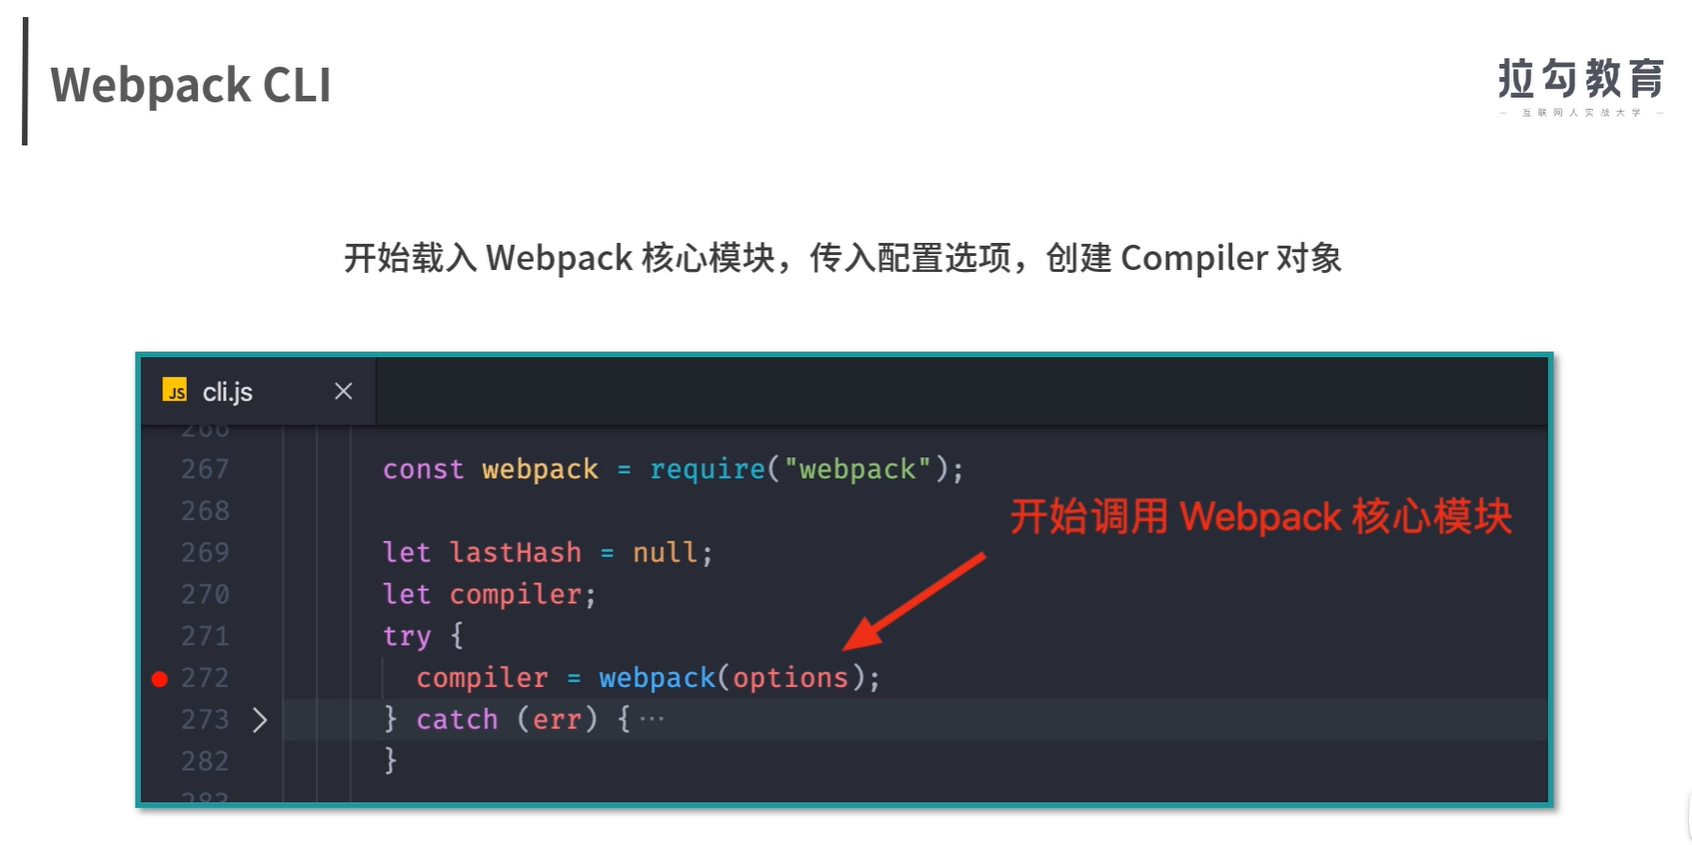 Webpack CLI
拉勾教育
— 互联网人实战大学 —
开始载入 Webpack 核心模块，传入配置选项，创建 Compiler 对象
JS cli.js ×
266
267 const webpack = require("webpack");
268
开始调用 Webpack 核心模块
269 let lastHash = null;
270 let compiler;
271 try {
272 compiler = webpack(options);
273 } catch (err) {···
282 }
283